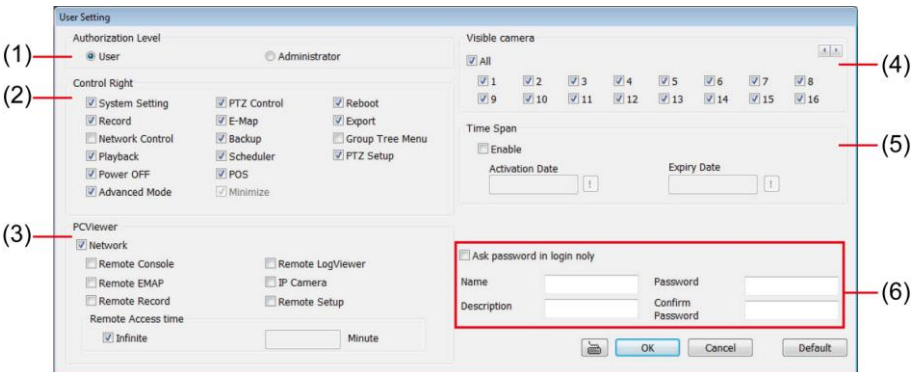 User Setting
(1)
Authorization Level
User Administrator
(2)
Control Right
System Setting PTZ Control Reboot
Record E-Map Export
Network Control Backup Group Tree Menu
Playback Scheduler PTZ Setup
Power OFF POS
Advanced Mode Minimize
(3)
PCViewer
Network
Remote Console Remote LogViewer
Remote EMAP IP Camera
Remote Record Remote Setup
Remote Access time
Infinite Minute
Visible camera
(4)
All
1 2 3 4 5 6 7 8
9 10 11 12 13 14 15 16
Time Span
(5)
Enable
Activation Date Expiry Date
! !
Ask password in login noly
(6)
Name Password
Description Confirm
Password
OK Cancel Default